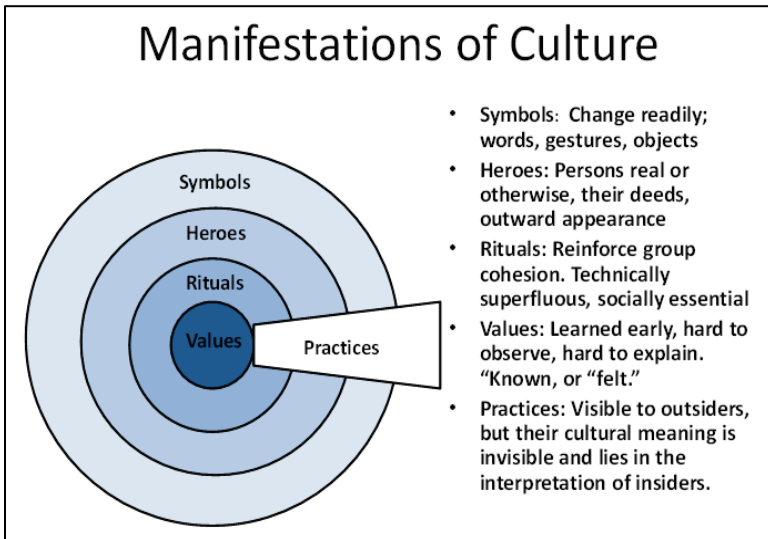 Manifestations of Culture
Symbols
Heroes
Rituals
Values
Practices
• Symbols: Change readily;
words, gestures, objects
• Heroes: Persons real or
otherwise, their deeds,
outward appearance
• Rituals: Reinforce group
cohesion. Technically
superfluous, socially essential
• Values: Learned early, hard to
observe, hard to explain.
“Known, or “felt.”
• Practices: Visible to outsiders,
but their cultural meaning is
invisible and lies in the
interpretation of insiders.